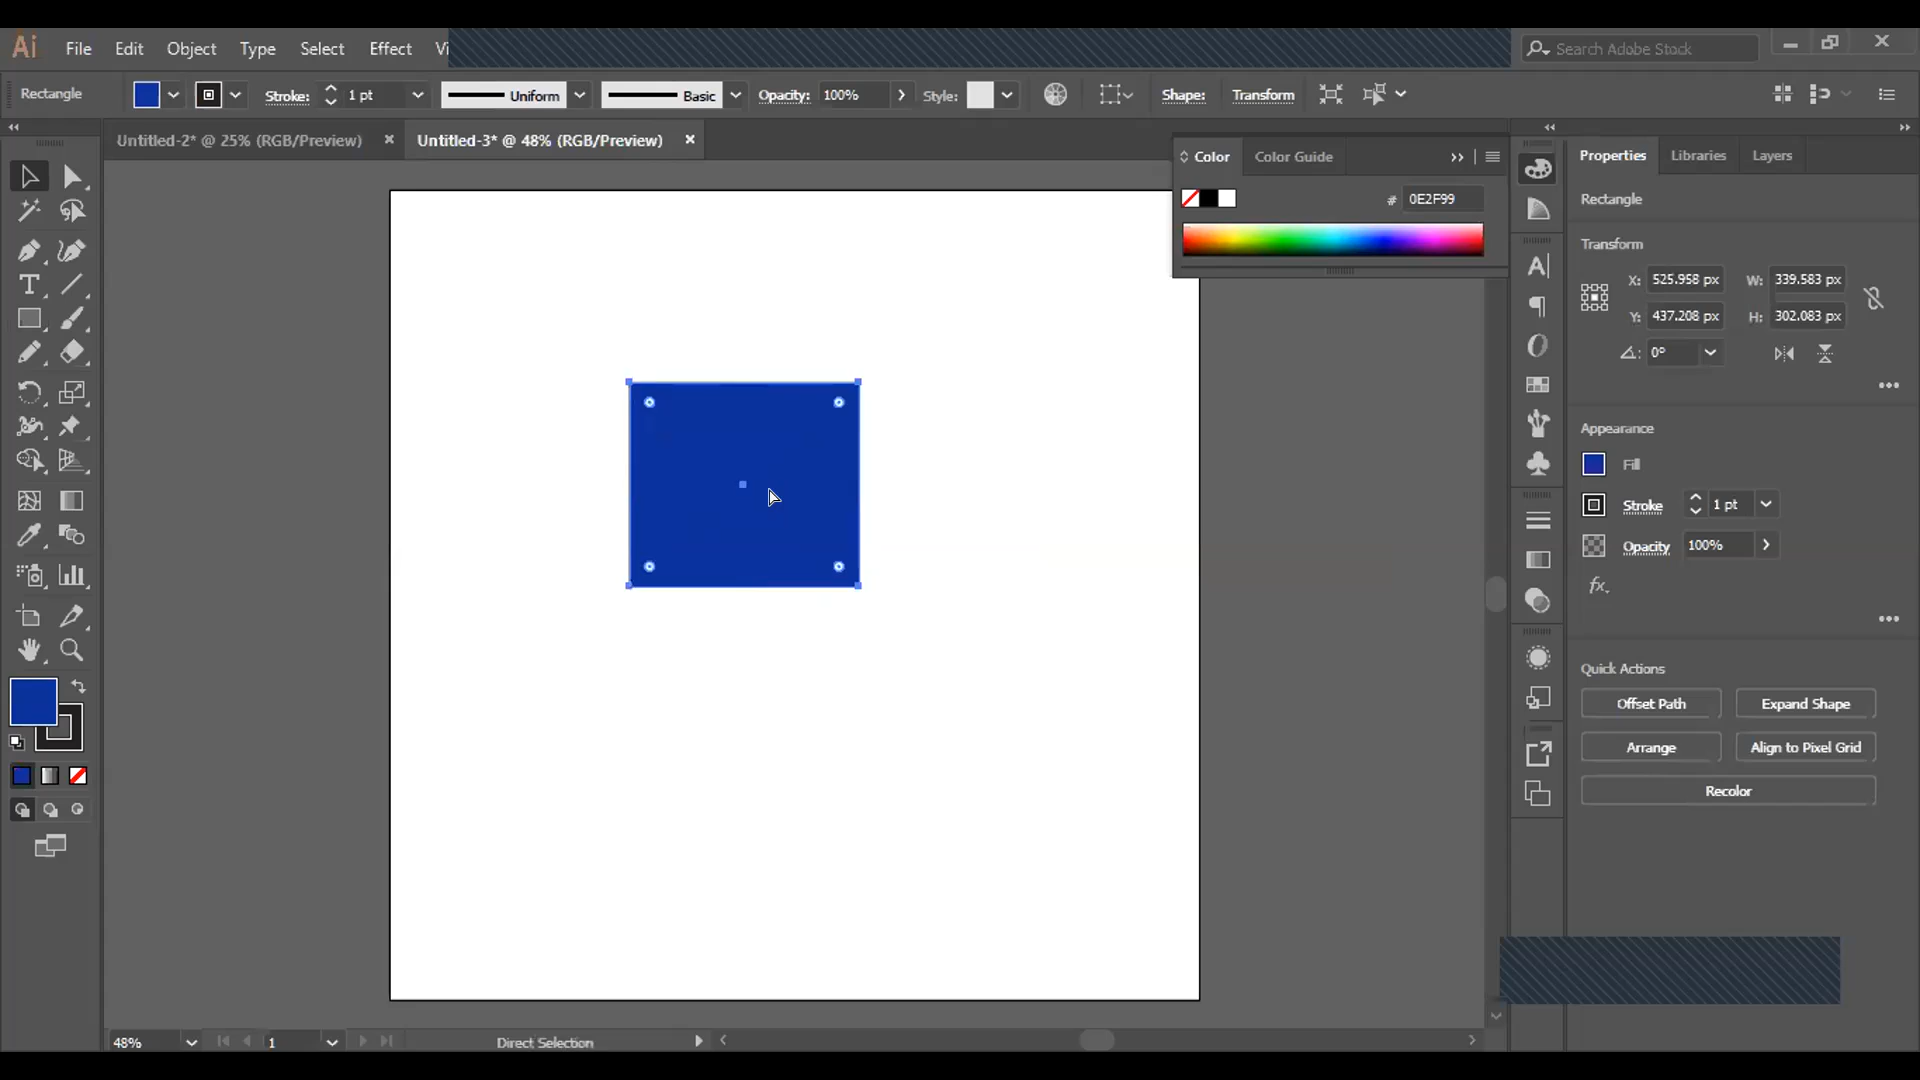 Ai File Edit Object Type Select Effect Vi
Search Adobe Stock
Rectangle Stroke: 1 pt Uniform Basic Opacity: 100% Style: Shape: Transform
Untitled-2* @ 25% (RGB/Preview) Untitled-3* @ 48% (RGB/Preview)
Color Color Guide
# 0E2F99
Properties Libraries Layers
Rectangle
Transform
X: 525.958 px W: 339.583 px
Y: 437.208 px H: 302.083 px
0°
Appearance
Fill
Stroke 1 pt
Opacity 100%
fx.
Quick Actions
Offset Path Expand Shape
Arrange Align to Pixel Grid
Recolor
48% 1 Direct Selection